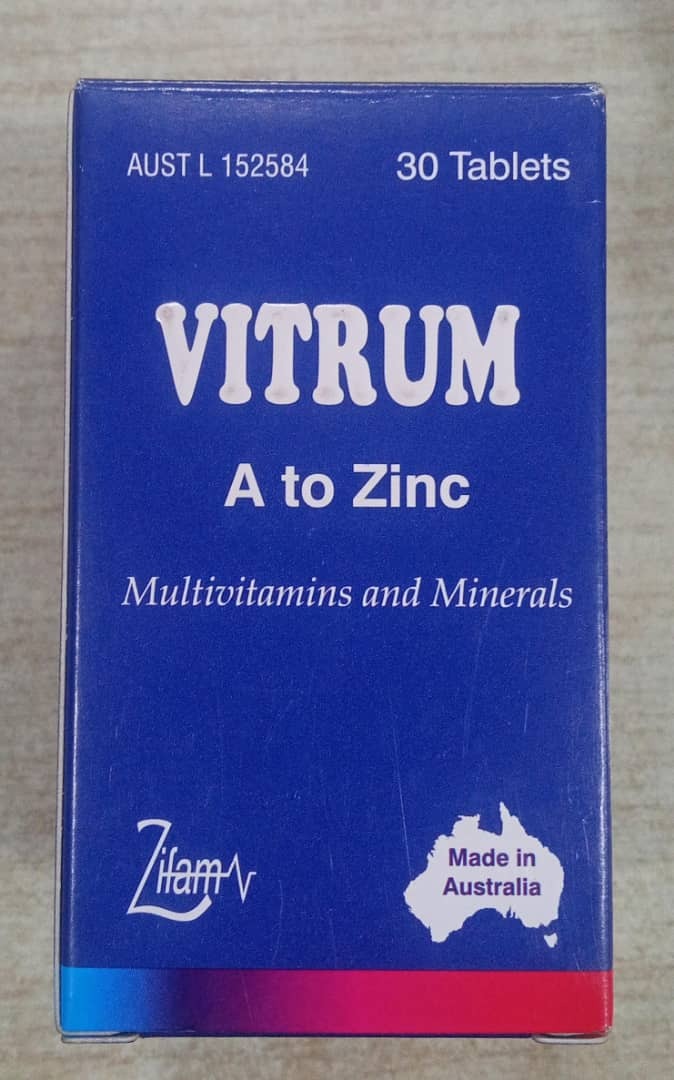 AUST L 152584 30 Tablets
VITRUM
A to Zinc
Multivitamins and Minerals
Zifam
Made in
Australia